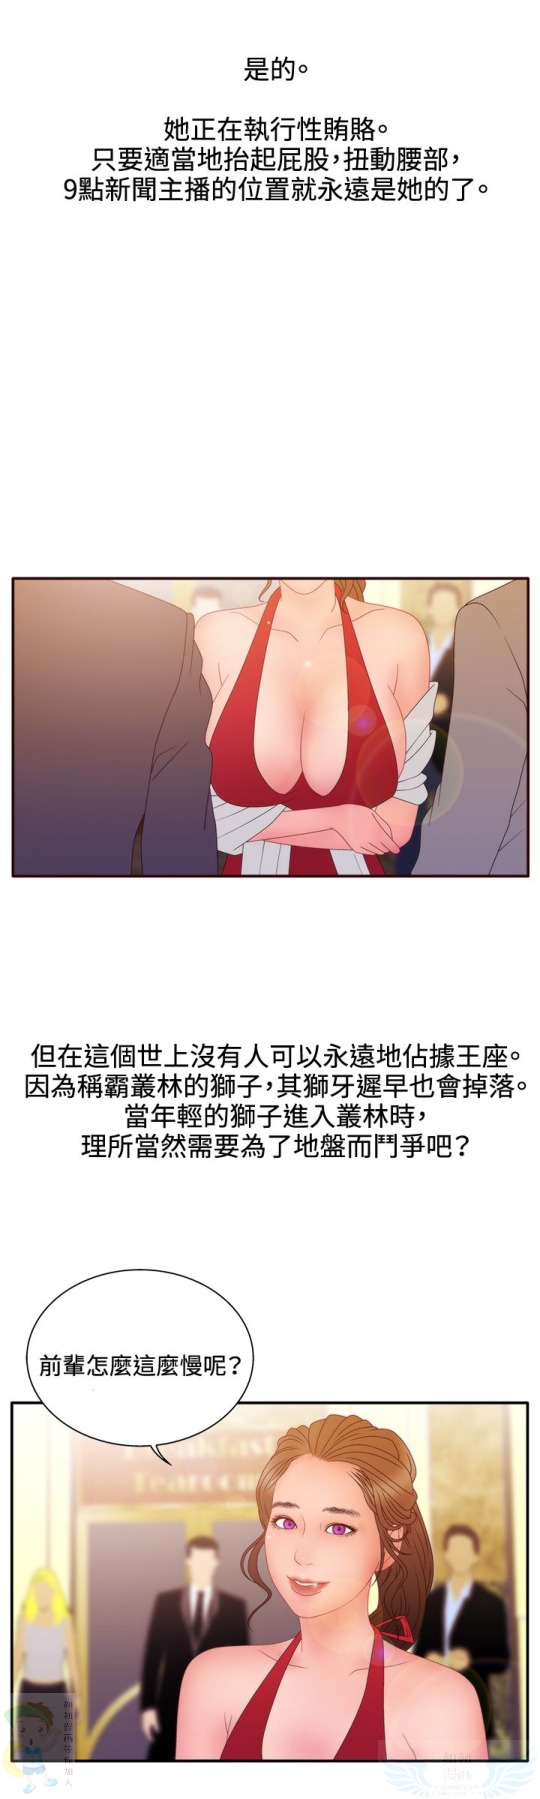 是的。
她正在執行性賄賂。
只要適當地抬起屁股，扭動腰部，
9點新聞主播的位置就永遠是她的了。
但在這個世上沒有人可以永遠地佔據王座。
因為稱霸叢林的獅子，其獅牙遲早也會掉落。
當年輕的獅子進入叢林時，
理所當然需要為了地盤而鬥爭吧？
前輩怎麼這麼慢呢？
Breakfast
Tearoom